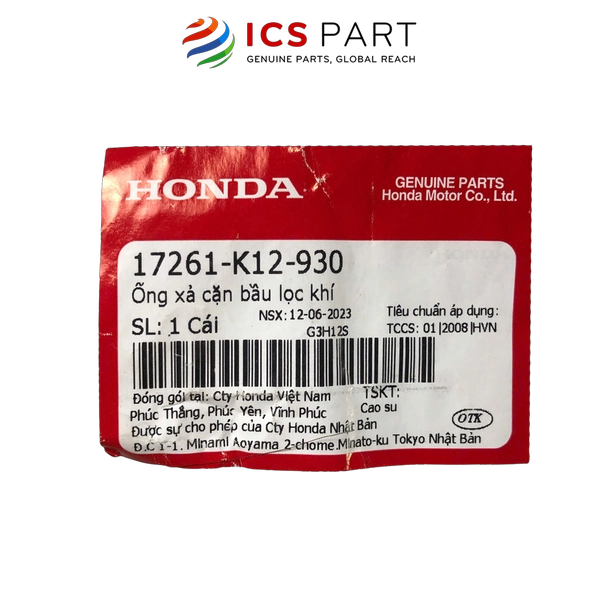 ICS PART
GENUINE PARTS, GLOBAL REACH
HONDA
GENUINE PARTS
Honda Motor Co., Ltd.
17261-K12-930
Ống xả cặn bầu lọc khí
NSX: 12-06-2023
Tiêu chuẩn áp dụng:
SL: 1 Cái
G3H12S
TCCS: 01|2008|HVN
Đóng gói tại: Cty Honda Việt Nam
TSKT:
Phúc Thắng, Phúc Yên, Vĩnh Phúc
Cao su
Được sự cho phép của Cty Honda Nhật Bản
OTK
Đ.C 1-1. Minami Aoyama 2-chome.Minato-ku Tokyo Nhật Bản